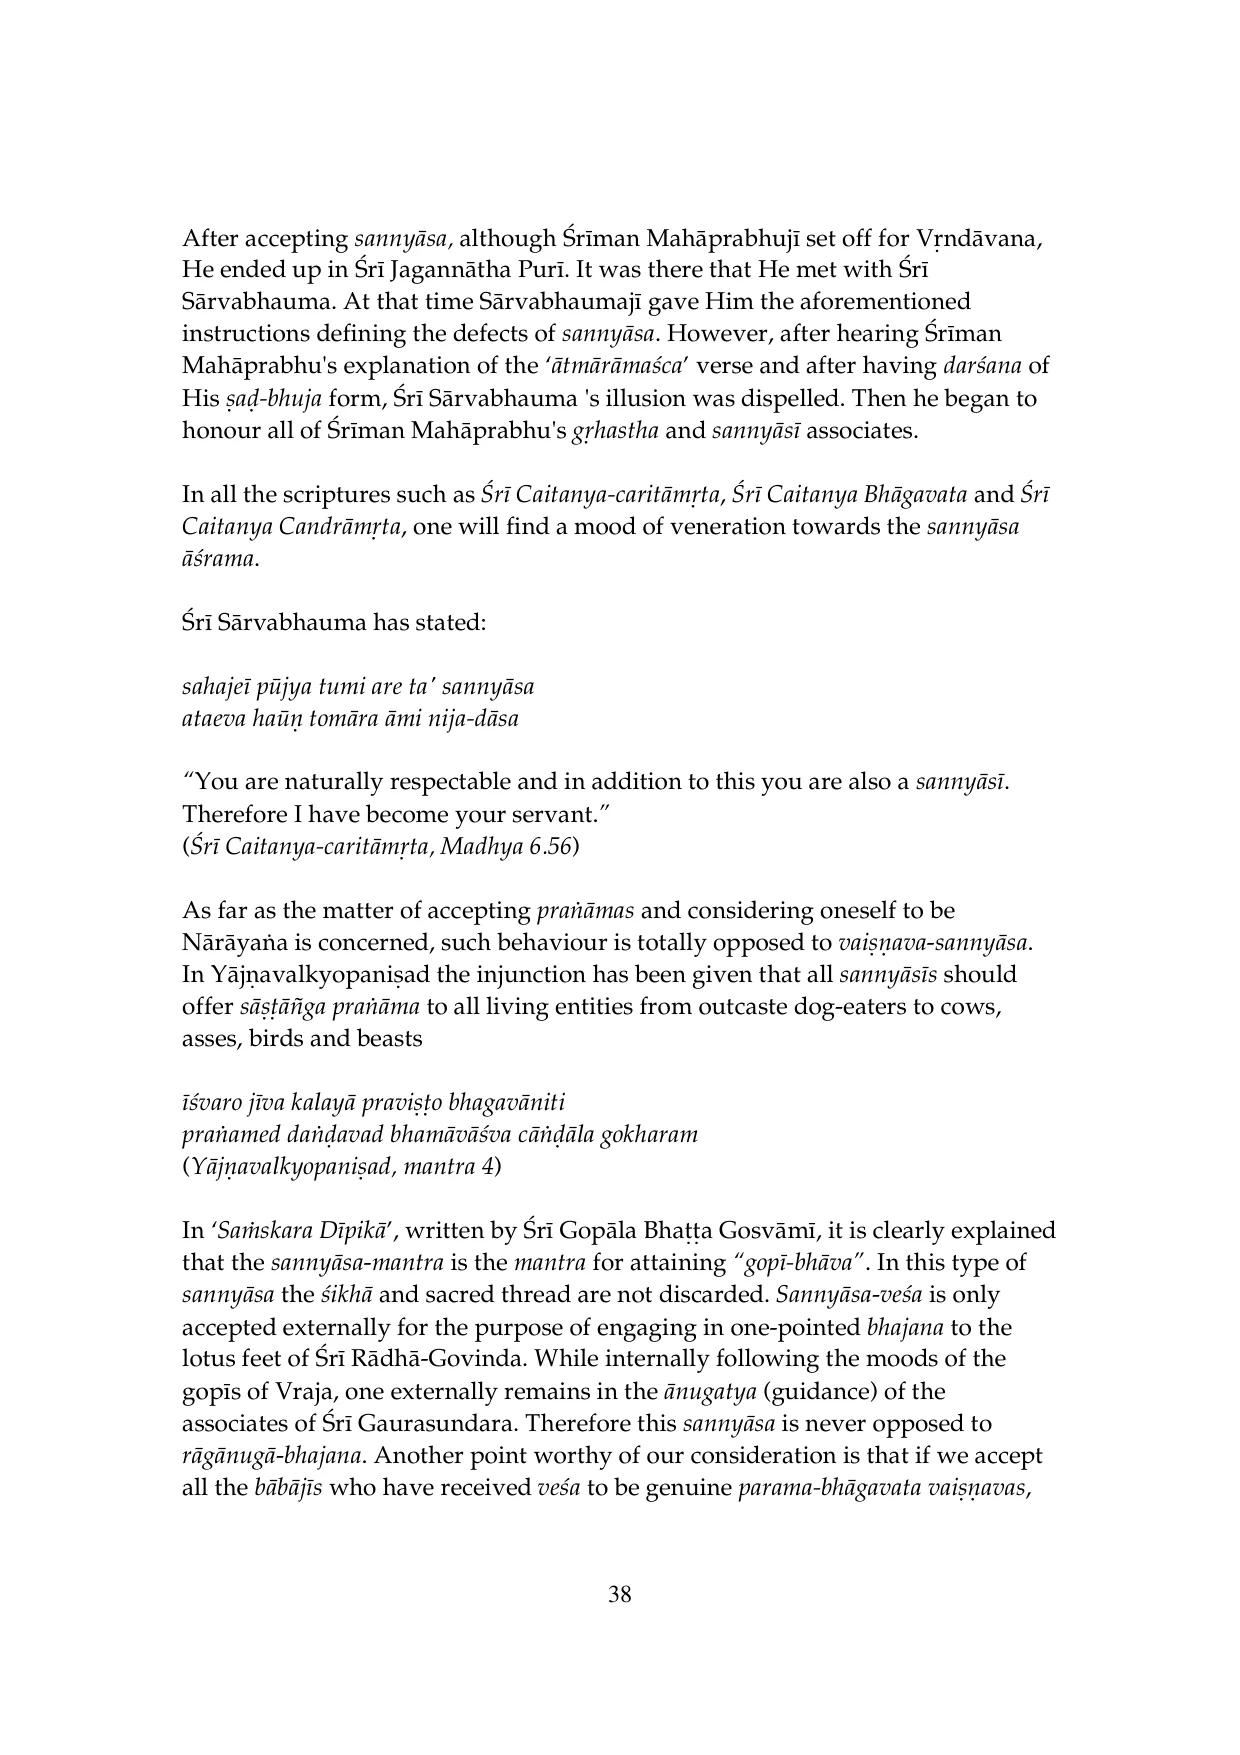 After accepting sannyāsa, although Śrīman Mahāprabhujī set off for Vṛndāvana,
He ended up in Śrī Jagannātha Purī. It was there that He met with Śrī
Sārvabhauma. At that time Sārvabhaumajī gave Him the aforementioned
instructions defining the defects of sannyāsa. However, after hearing Śrīman
Mahāprabhu's explanation of the ‘ātmārāmaśca’ verse and after having darśana of
His ṣaḍ-bhuja form, Śrī Sārvabhauma 's illusion was dispelled. Then he began to
honour all of Śrīman Mahāprabhu's gṛhastha and sannyāsī associates.
In all the scriptures such as Śrī Caitanya-caritāmṛta, Śrī Caitanya Bhāgavata and Śrī
Caitanya Candrāmṛta, one will find a mood of veneration towards the sannyāsa
āśrama.
Śrī Sārvabhauma has stated:
sahajeī pūjya tumi are ta’ sannyāsa
ataeva haūṇ tomāra āmi nija-dāsa
“You are naturally respectable and in addition to this you are also a sannyāsī.
Therefore I have become your servant.”
(Śrī Caitanya-caritāmṛta, Madhya 6.56)
As far as the matter of accepting praṅāmas and considering oneself to be
Nārāyaṅa is concerned, such behaviour is totally opposed to vaiṣṇava-sannyāsa.
In Yājṇavalkyopaniṣad the injunction has been given that all sannyāsīs should
offer sāṣṭāñga praṅāma to all living entities from outcaste dog-eaters to cows,
asses, birds and beasts
īśvaro jīva kalayā praviṣṭo bhagavāniti
praṅamed daṅḍavad bhamāvāśva cāṅḍāla gokharam
(Yājṇavalkyopaniṣad, mantra 4)
In ‘Saṁskara Dīpikā’, written by Śrī Gopāla Bhaṭṭa Gosvāmī, it is clearly explained
that the sannyāsa-mantra is the mantra for attaining “gopī-bhāva”. In this type of
sannyāsa the śikhā and sacred thread are not discarded. Sannyāsa-veśa is only
accepted externally for the purpose of engaging in one-pointed bhajana to the
lotus feet of Śrī Rādhā-Govinda. While internally following the moods of the
gopīs of Vraja, one externally remains in the ānugatya (guidance) of the
associates of Śrī Gaurasundara. Therefore this sannyāsa is never opposed to
rāgānugā-bhajana. Another point worthy of our consideration is that if we accept
all the bābājīs who have received veśa to be genuine parama-bhāgavata vaiṣṇavas,
38